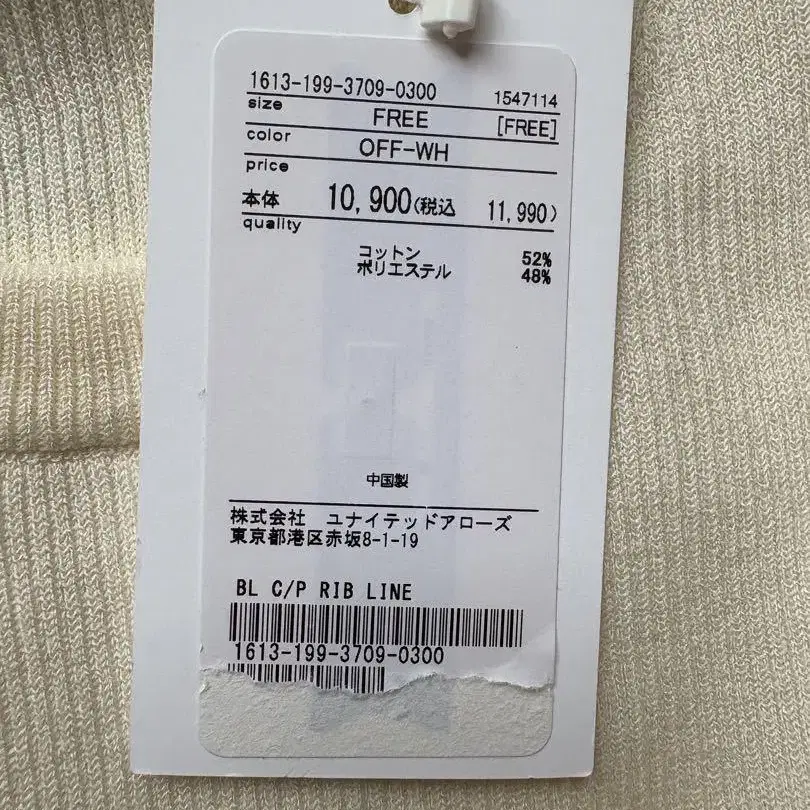 1613-199-3709-0300 1547114
size FREE [FREE]
color OFF-WH
price
本体 10,900(税込 11,990)
quality
コットン 52%
ポリエステル 48%
中国製
株式会社 ユナイテッドアローズ
東京都港区赤坂8-1-19
BL C/P RIB LINE
1613-199-3709-0300